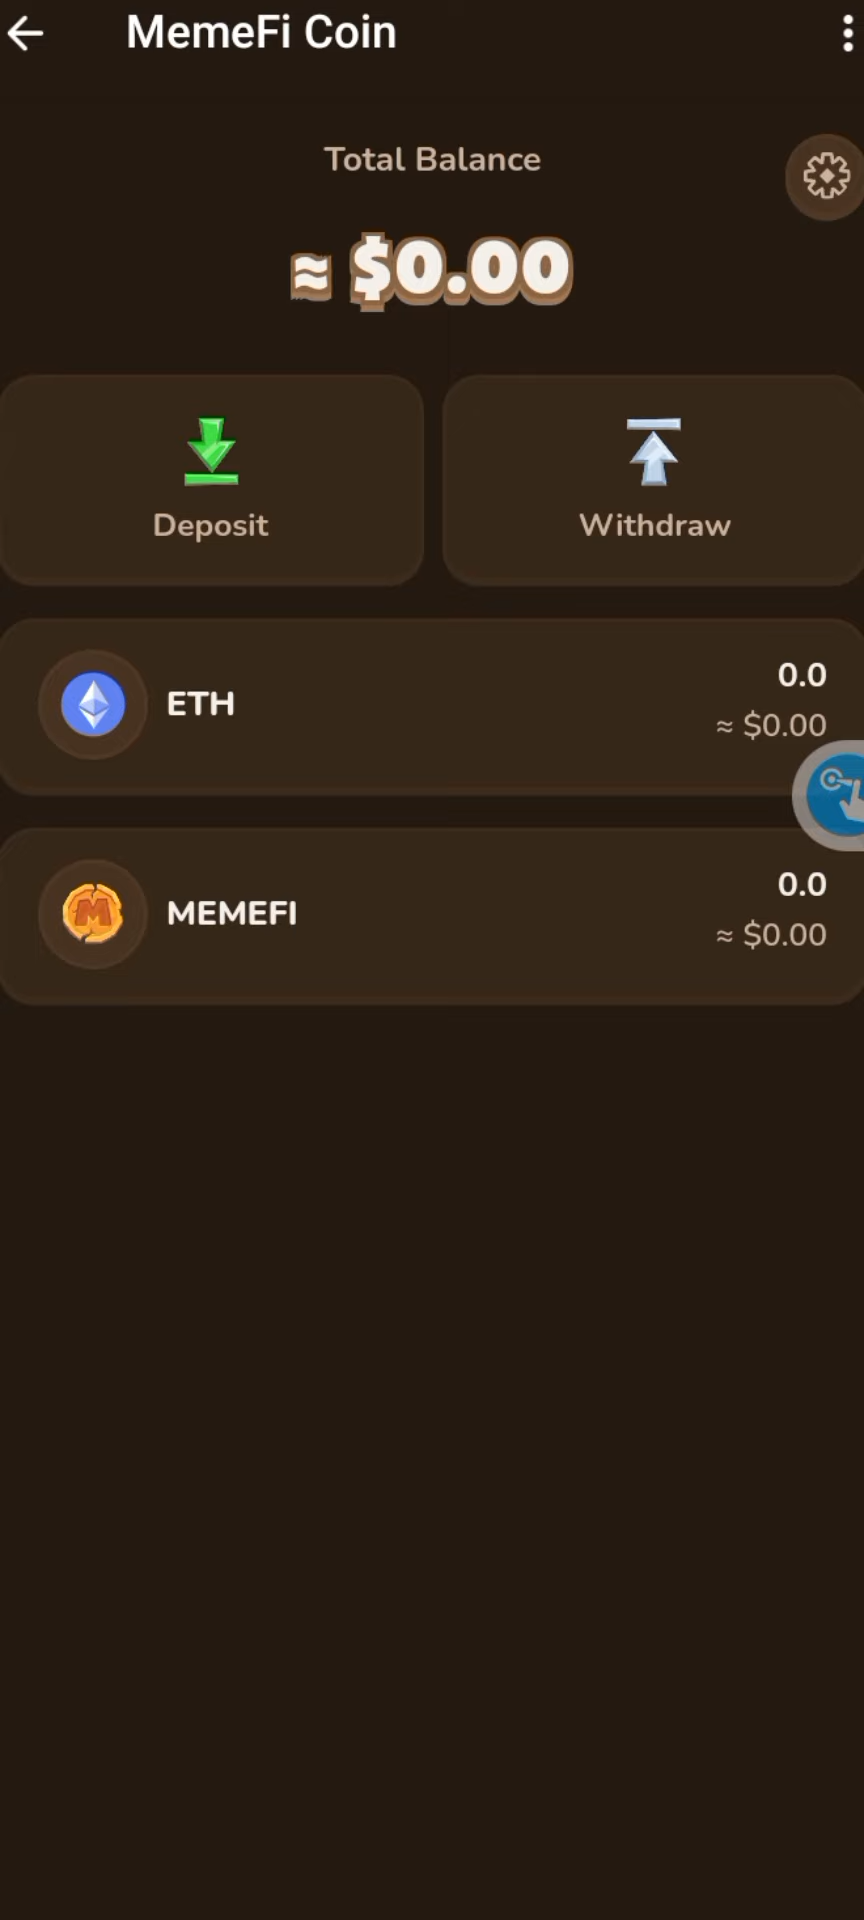 MemeFi Coin
Total Balance
≈ $0.00
Deposit
Withdraw
ETH
0.0
≈ $0.00
MEMEFI
0.0
≈ $0.00